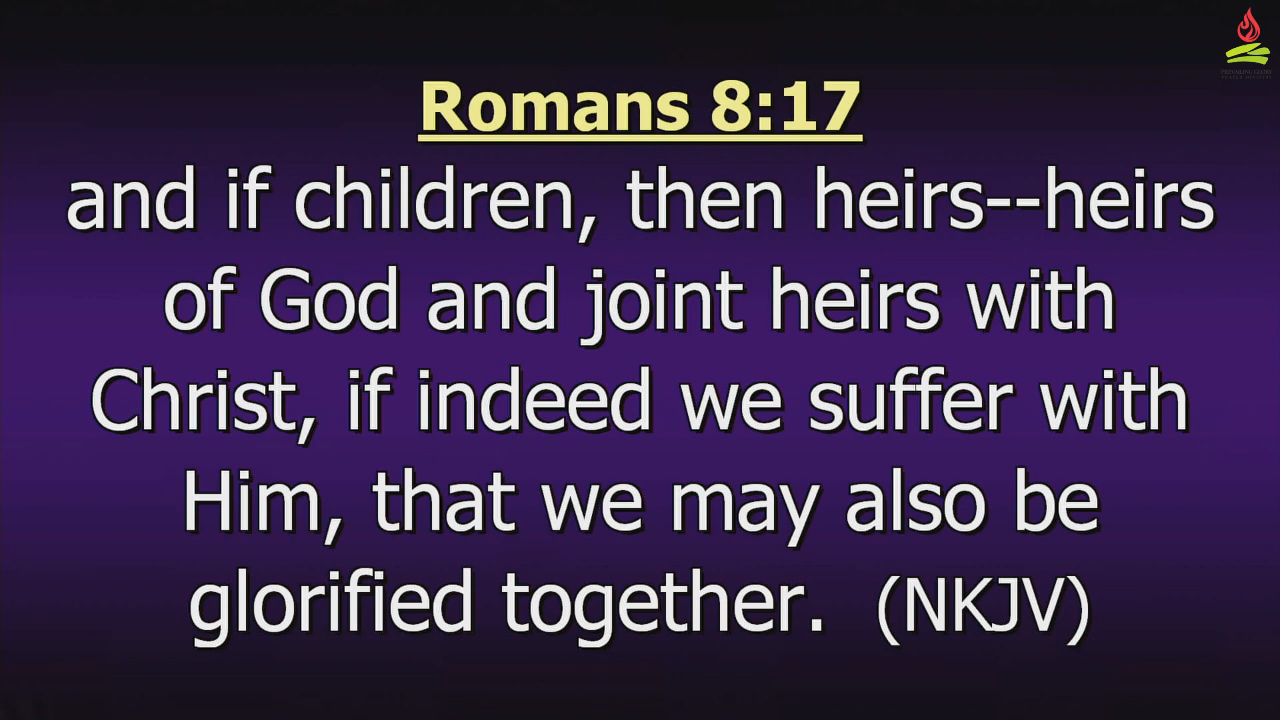 Romans 8:17
and if children, then heirs--heirs
of God and joint heirs with
Christ, if indeed we suffer with
Him, that we may also be
glorified together.  (NKJV)